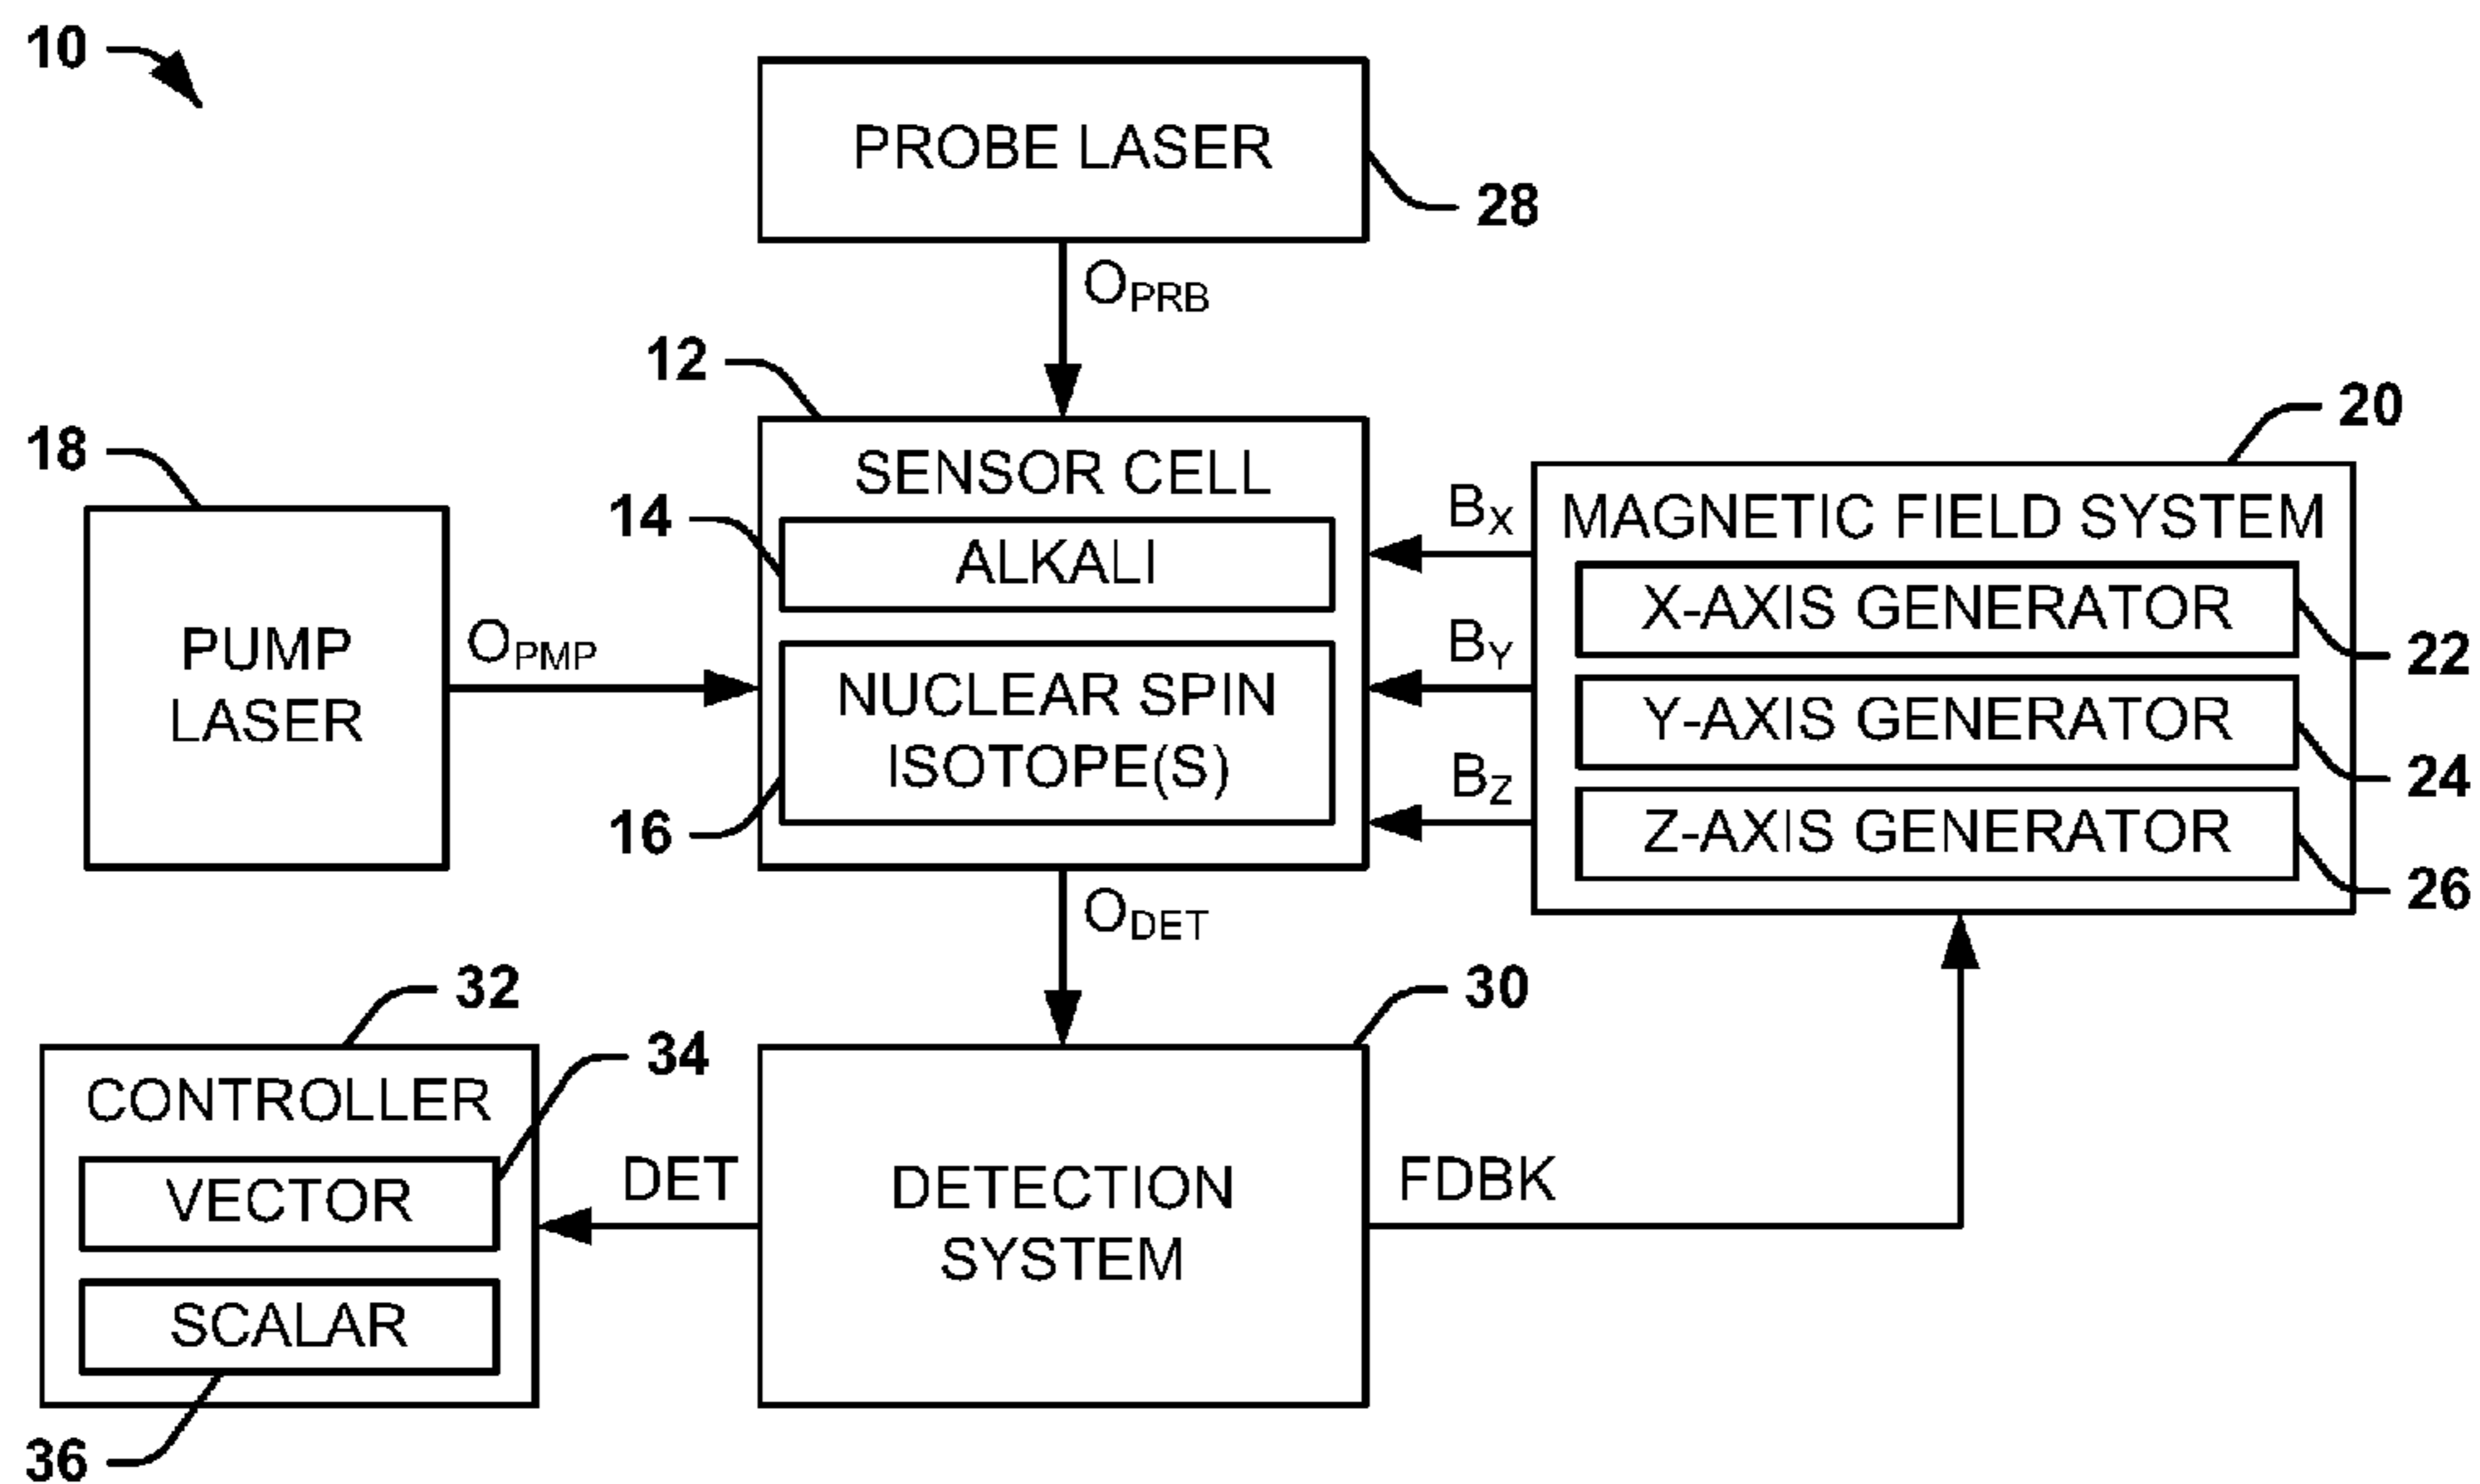 10
PROBE LASER
28
OPRB
12
20
18
SENSOR CELL
14
ALKALI
BX
MAGNETIC FIELD SYSTEM
X-AXIS GENERATOR
22
PUMP
LASER
OPMP
NUCLEAR SPIN
ISOTOPE(S)
16
BY
Y-AXIS GENERATOR
24
BZ
Z-AXIS GENERATOR
26
ODET
32
34
30
CONTROLLER
VECTOR
SCALAR
36
DET
DETECTION
SYSTEM
FDBK